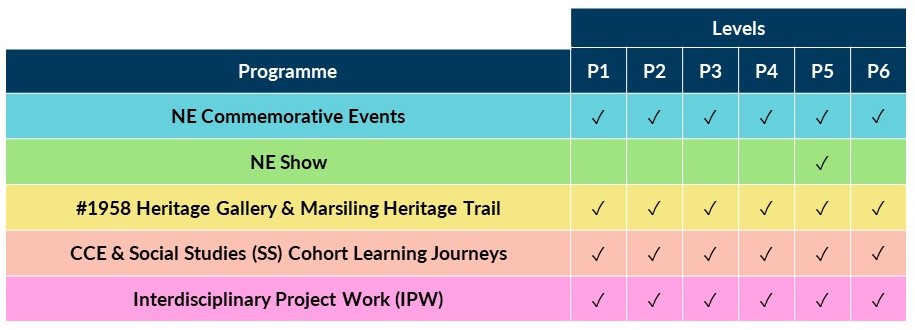 Levels
Programme P1 P2 P3 P4 P5 P6
NE Commemorative Events ✓ ✓ ✓ ✓ ✓ ✓
NE Show ✓
#1958 Heritage Gallery & Marsiling Heritage Trail ✓ ✓ ✓ ✓ ✓ ✓
CCE & Social Studies (SS) Cohort Learning Journeys ✓ ✓ ✓ ✓ ✓ ✓
Interdisciplinary Project Work (IPW) ✓ ✓ ✓ ✓ ✓ ✓